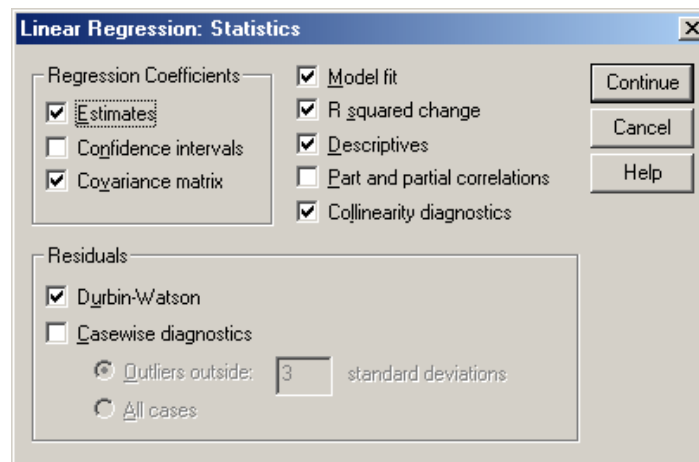 Linear Regression: Statistics
Regression Coefficients
Estimates
Confidence intervals
Covariance matrix
Model fit
R squared change
Descriptives
Part and partial correlations
Collinearity diagnostics
Continue
Cancel
Help
Residuals
Durbin-Watson
Casewise diagnostics
Outliers outside: 3 standard deviations
All cases